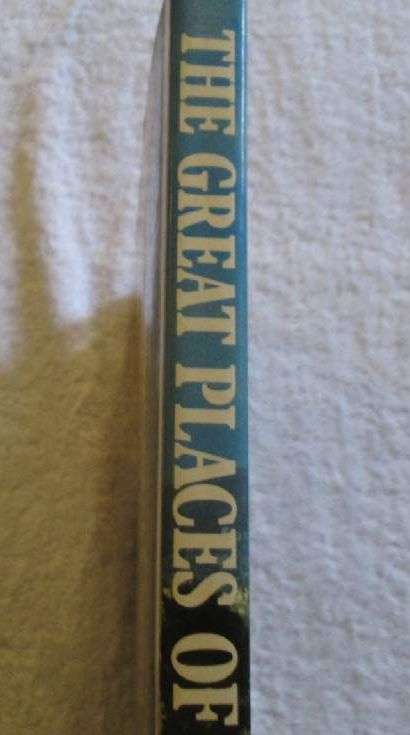 THE GREAT PLACES OF